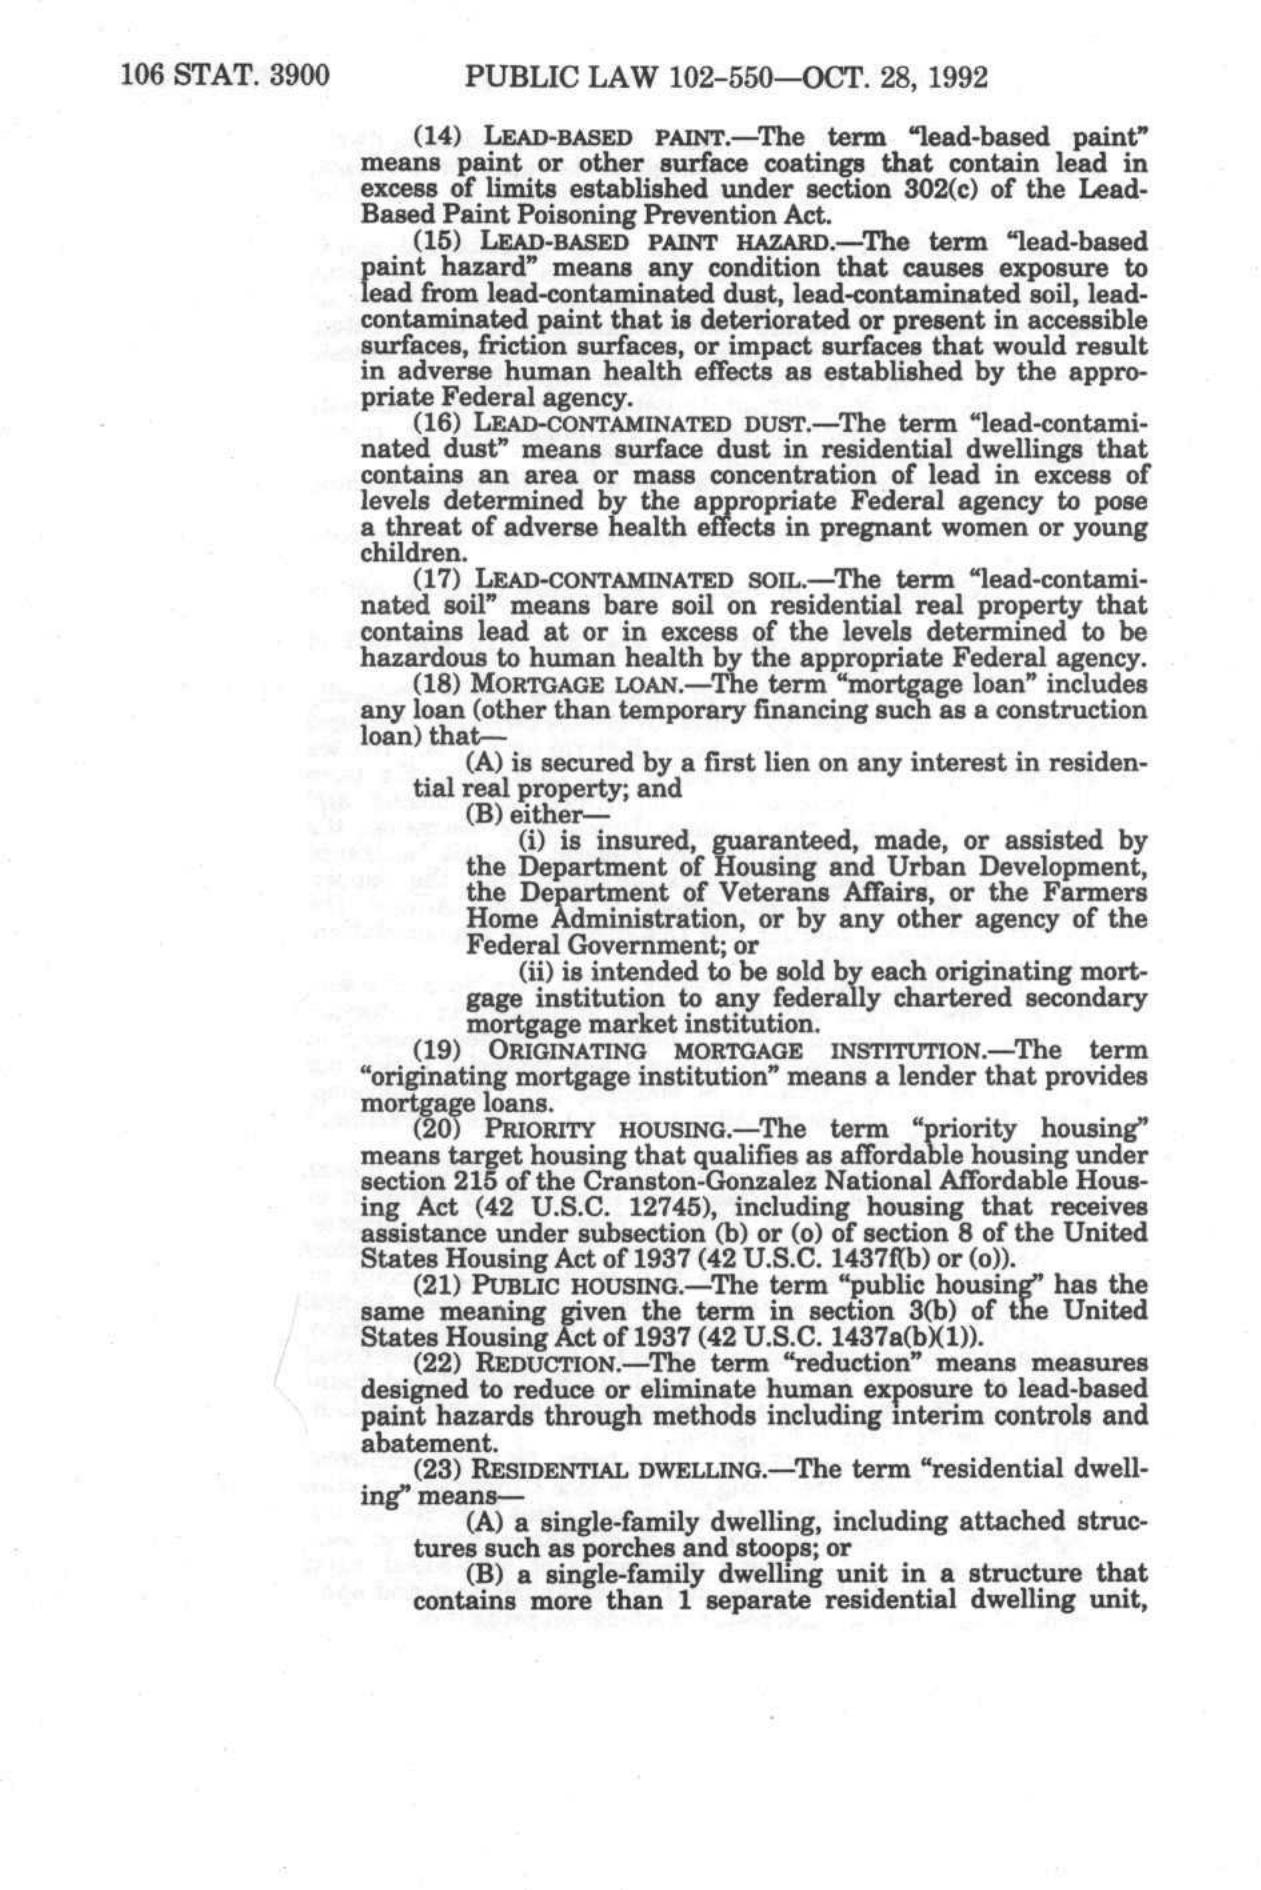 106 STAT. 3900 PUBLIC LAW 102-550—OCT. 28, 1992
(14) LEAD-BASED PAINT.—The term “lead-based paint”
means paint or other surface coatings that contain lead in
excess of limits established under section 302(c) of the Lead-
Based Paint Poisoning Prevention Act.
(15) LEAD-BASED PAINT HAZARD.—The term “lead-based
paint hazard” means any condition that causes exposure to
lead from lead-contaminated dust, lead-contaminated soil, lead-
contaminated paint that is deteriorated or present in accessible
surfaces, friction surfaces, or impact surfaces that would result
in adverse human health effects as established by the appro-
priate Federal agency.
(16) LEAD-CONTAMINATED DUST.—The term “lead-contami-
nated dust” means surface dust in residential dwellings that
contains an area or mass concentration of lead in excess of
levels determined by the appropriate Federal agency to pose
a threat of adverse health effects in pregnant women or young
children.
(17) LEAD-CONTAMINATED SOIL.—The term “lead-contami-
nated soil” means bare soil on residential real property that
contains lead at or in excess of the levels determined to be
hazardous to human health by the appropriate Federal agency.
(18) MORTGAGE LOAN.—The term “mortgage loan” includes
any loan (other than temporary financing such as a construction
loan) that—
(A) is secured by a first lien on any interest in residen-
tial real property; and
(B) either—
(i) is insured, guaranteed, made, or assisted by
the Department of Housing and Urban Development,
the Department of Veterans Affairs, or the Farmers
Home Administration, or by any other agency of the
Federal Government; or
(ii) is intended to be sold by each originating mort-
gage institution to any federally chartered secondary
mortgage market institution.
(19) ORIGINATING MORTGAGE INSTITUTION.—The term
“originating mortgage institution” means a lender that provides
mortgage loans.
(20) PRIORITY HOUSING.—The term “priority housing”
means target housing that qualifies as affordable housing under
section 215 of the Cranston-Gonzalez National Affordable Hous-
ing Act (42 U.S.C. 12745), including housing that receives
assistance under subsection (b) or (o) of section 8 of the United
States Housing Act of 1937 (42 U.S.C. 1437f(b) or (o)).
(21) PUBLIC HOUSING.—The term “public housing” has the
same meaning given the term in section 3(b) of the United
States Housing Act of 1937 (42 U.S.C. 1437a(b)(1)).
(22) REDUCTION.—The term “reduction” means measures
designed to reduce or eliminate human exposure to lead-based
paint hazards through methods including interim controls and
abatement.
(23) RESIDENTIAL DWELLING.—The term “residential dwell-
ing” means—
(A) a single-family dwelling, including attached struc-
tures such as porches and stoops; or
(B) a single-family dwelling unit in a structure that
contains more than 1 separate residential dwelling unit,